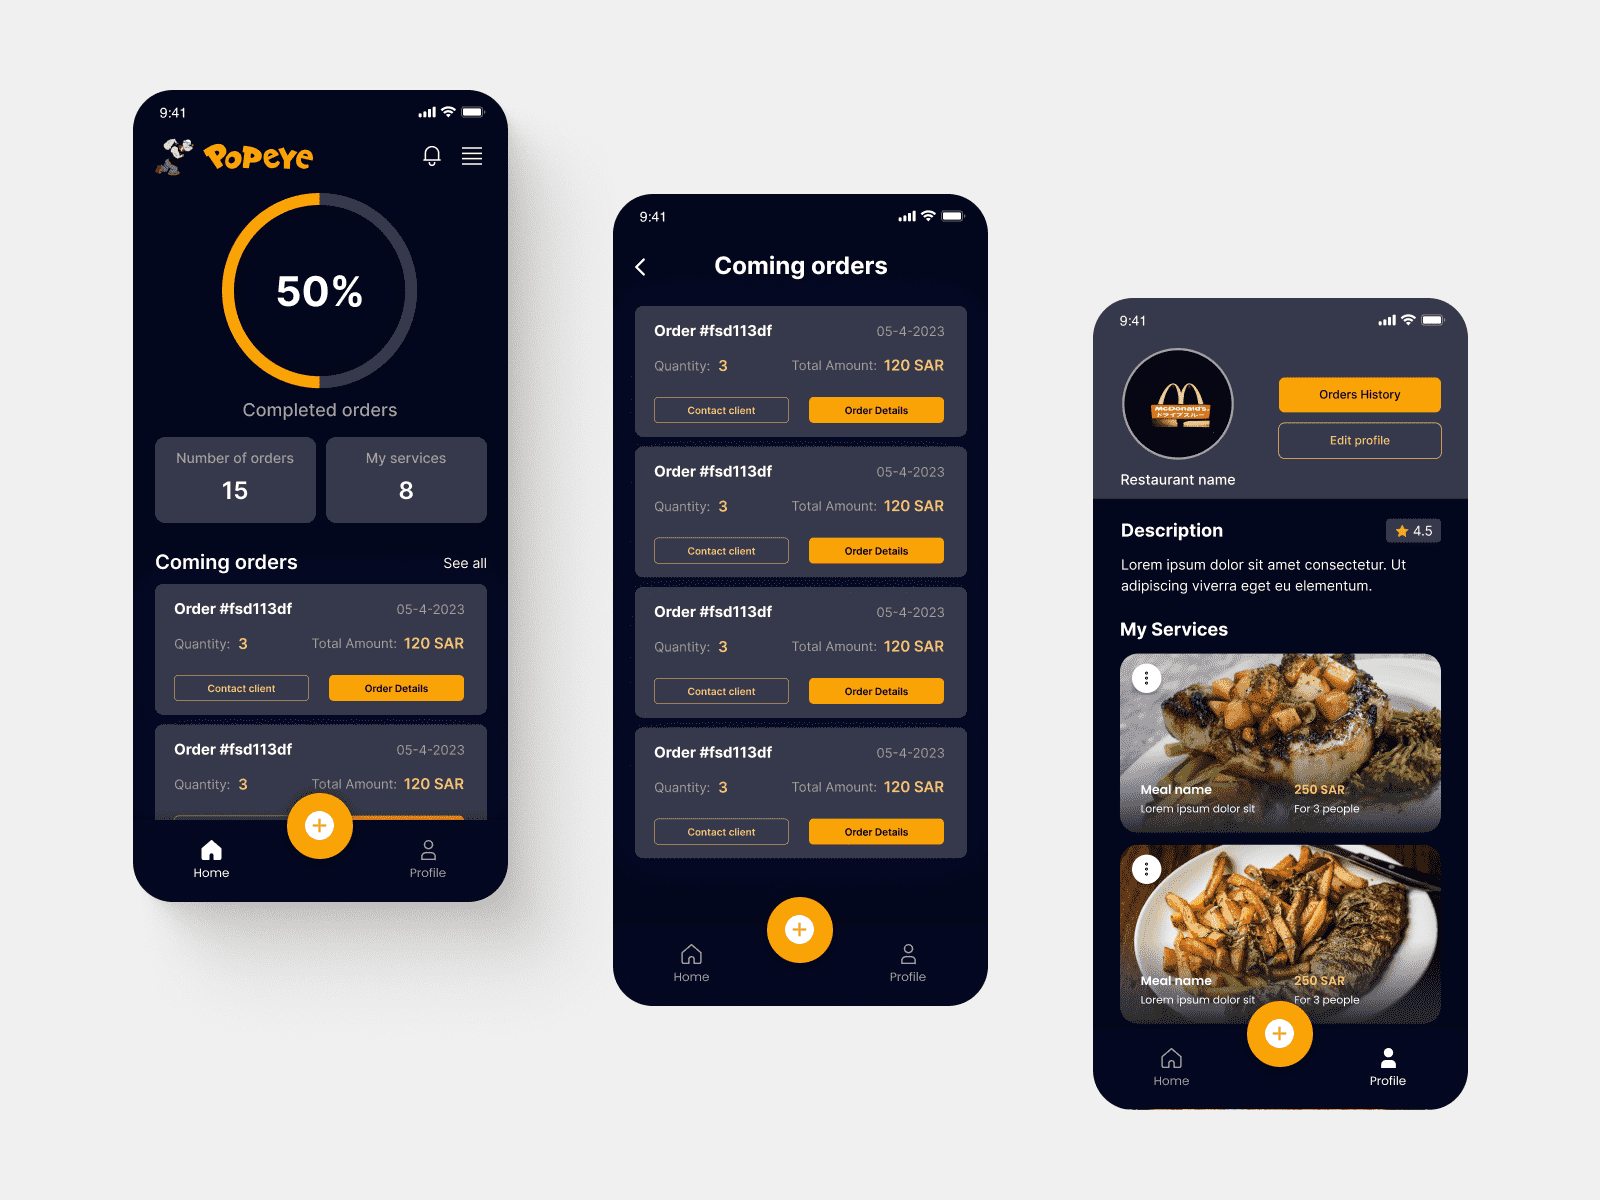 9:41
POPEYE
50%
Completed orders
Number of orders
15
My services
8
Coming orders
See all
Order #fsd113df
05-4-2023
Quantity: 3
Total Amount: 120 SAR
Contact client
Order Details
Order #fsd113df
05-4-2023
Quantity: 3
Total Amount: 120 SAR
Home
Profile
9:41
Coming orders
Order #fsd113df
05-4-2023
Quantity: 3
Total Amount: 120 SAR
Contact client
Order Details
Order #fsd113df
05-4-2023
Quantity: 3
Total Amount: 120 SAR
Contact client
Order Details
Order #fsd113df
05-4-2023
Quantity: 3
Total Amount: 120 SAR
Contact client
Order Details
Order #fsd113df
05-4-2023
Quantity: 3
Total Amount: 120 SAR
Contact client
Order Details
Home
Profile
9:41
McDonald's.
ドライブスルー
Orders History
Edit profile
Restaurant name
Description
4.5
Lorem ipsum dolor sit amet consectetur. Ut
adipiscing viverra eget eu elementum.
My Services
Meal name
250 SAR
Lorem ipsum dolor sit
For 3 people
Meal name
250 SAR
Lorem ipsum dolor sit
For 3 people
Home
Profile